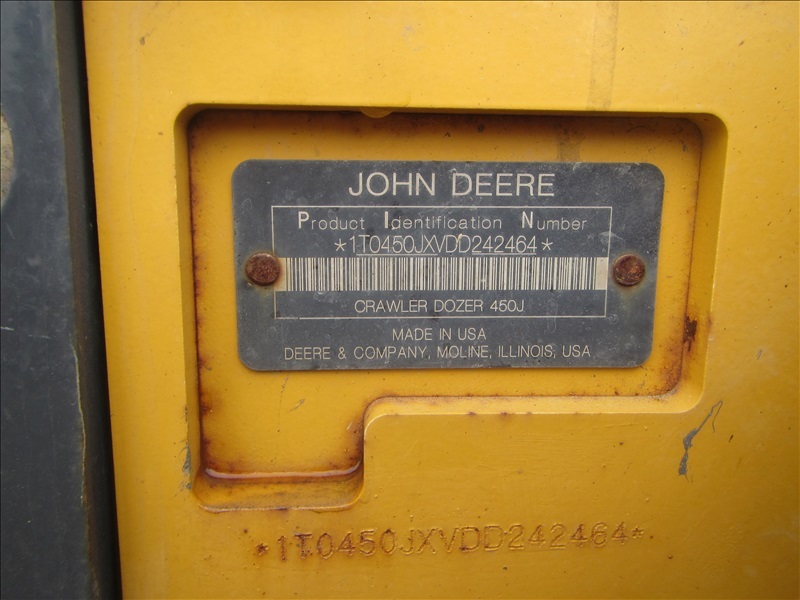 JOHN DEERE
Product Identification Number
*1T0450JXVDD242464*
CRAWLER DOZER 450J
MADE IN USA
DEERE & COMPANY, MOLINE, ILLINOIS, USA
*1T0450JXVDD242464*